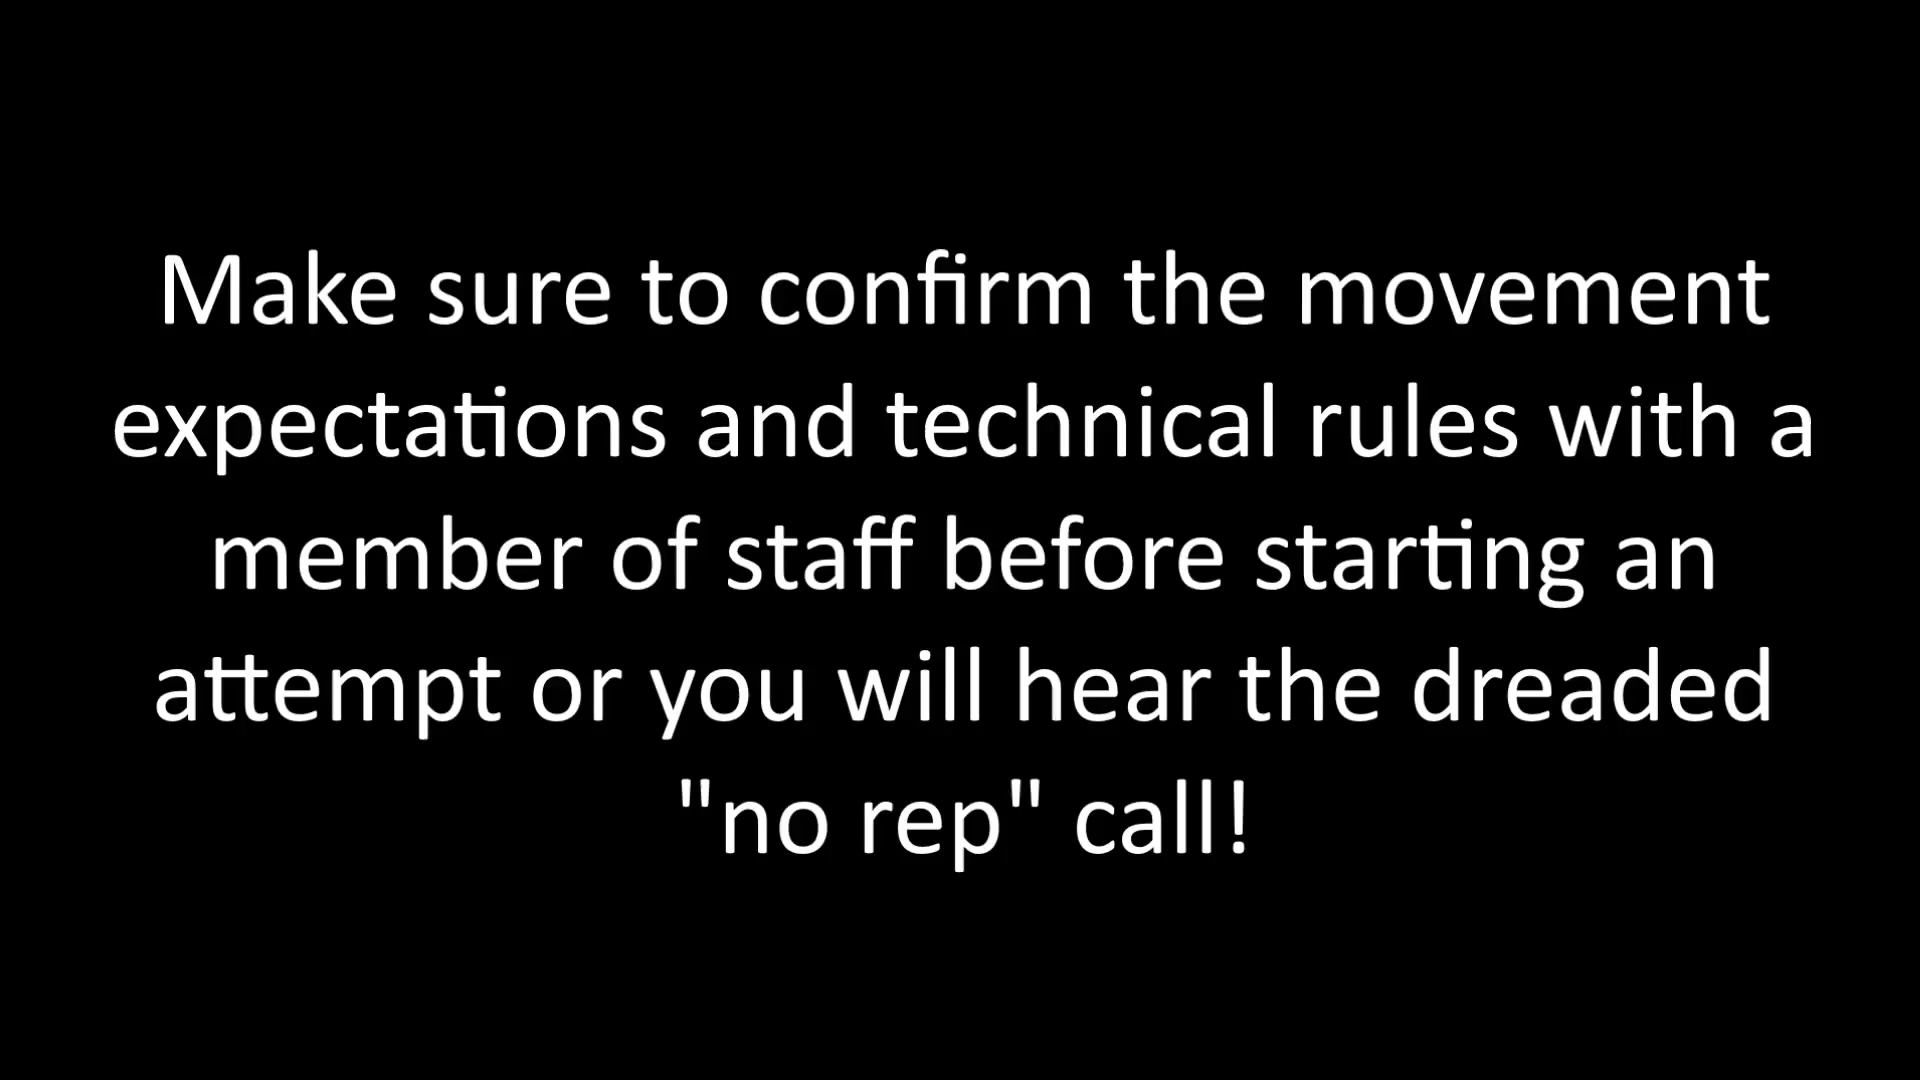 Make sure to confirm the movement
expectations and technical rules with a
member of staff before starting an
attempt or you will hear the dreaded
"no rep" call!